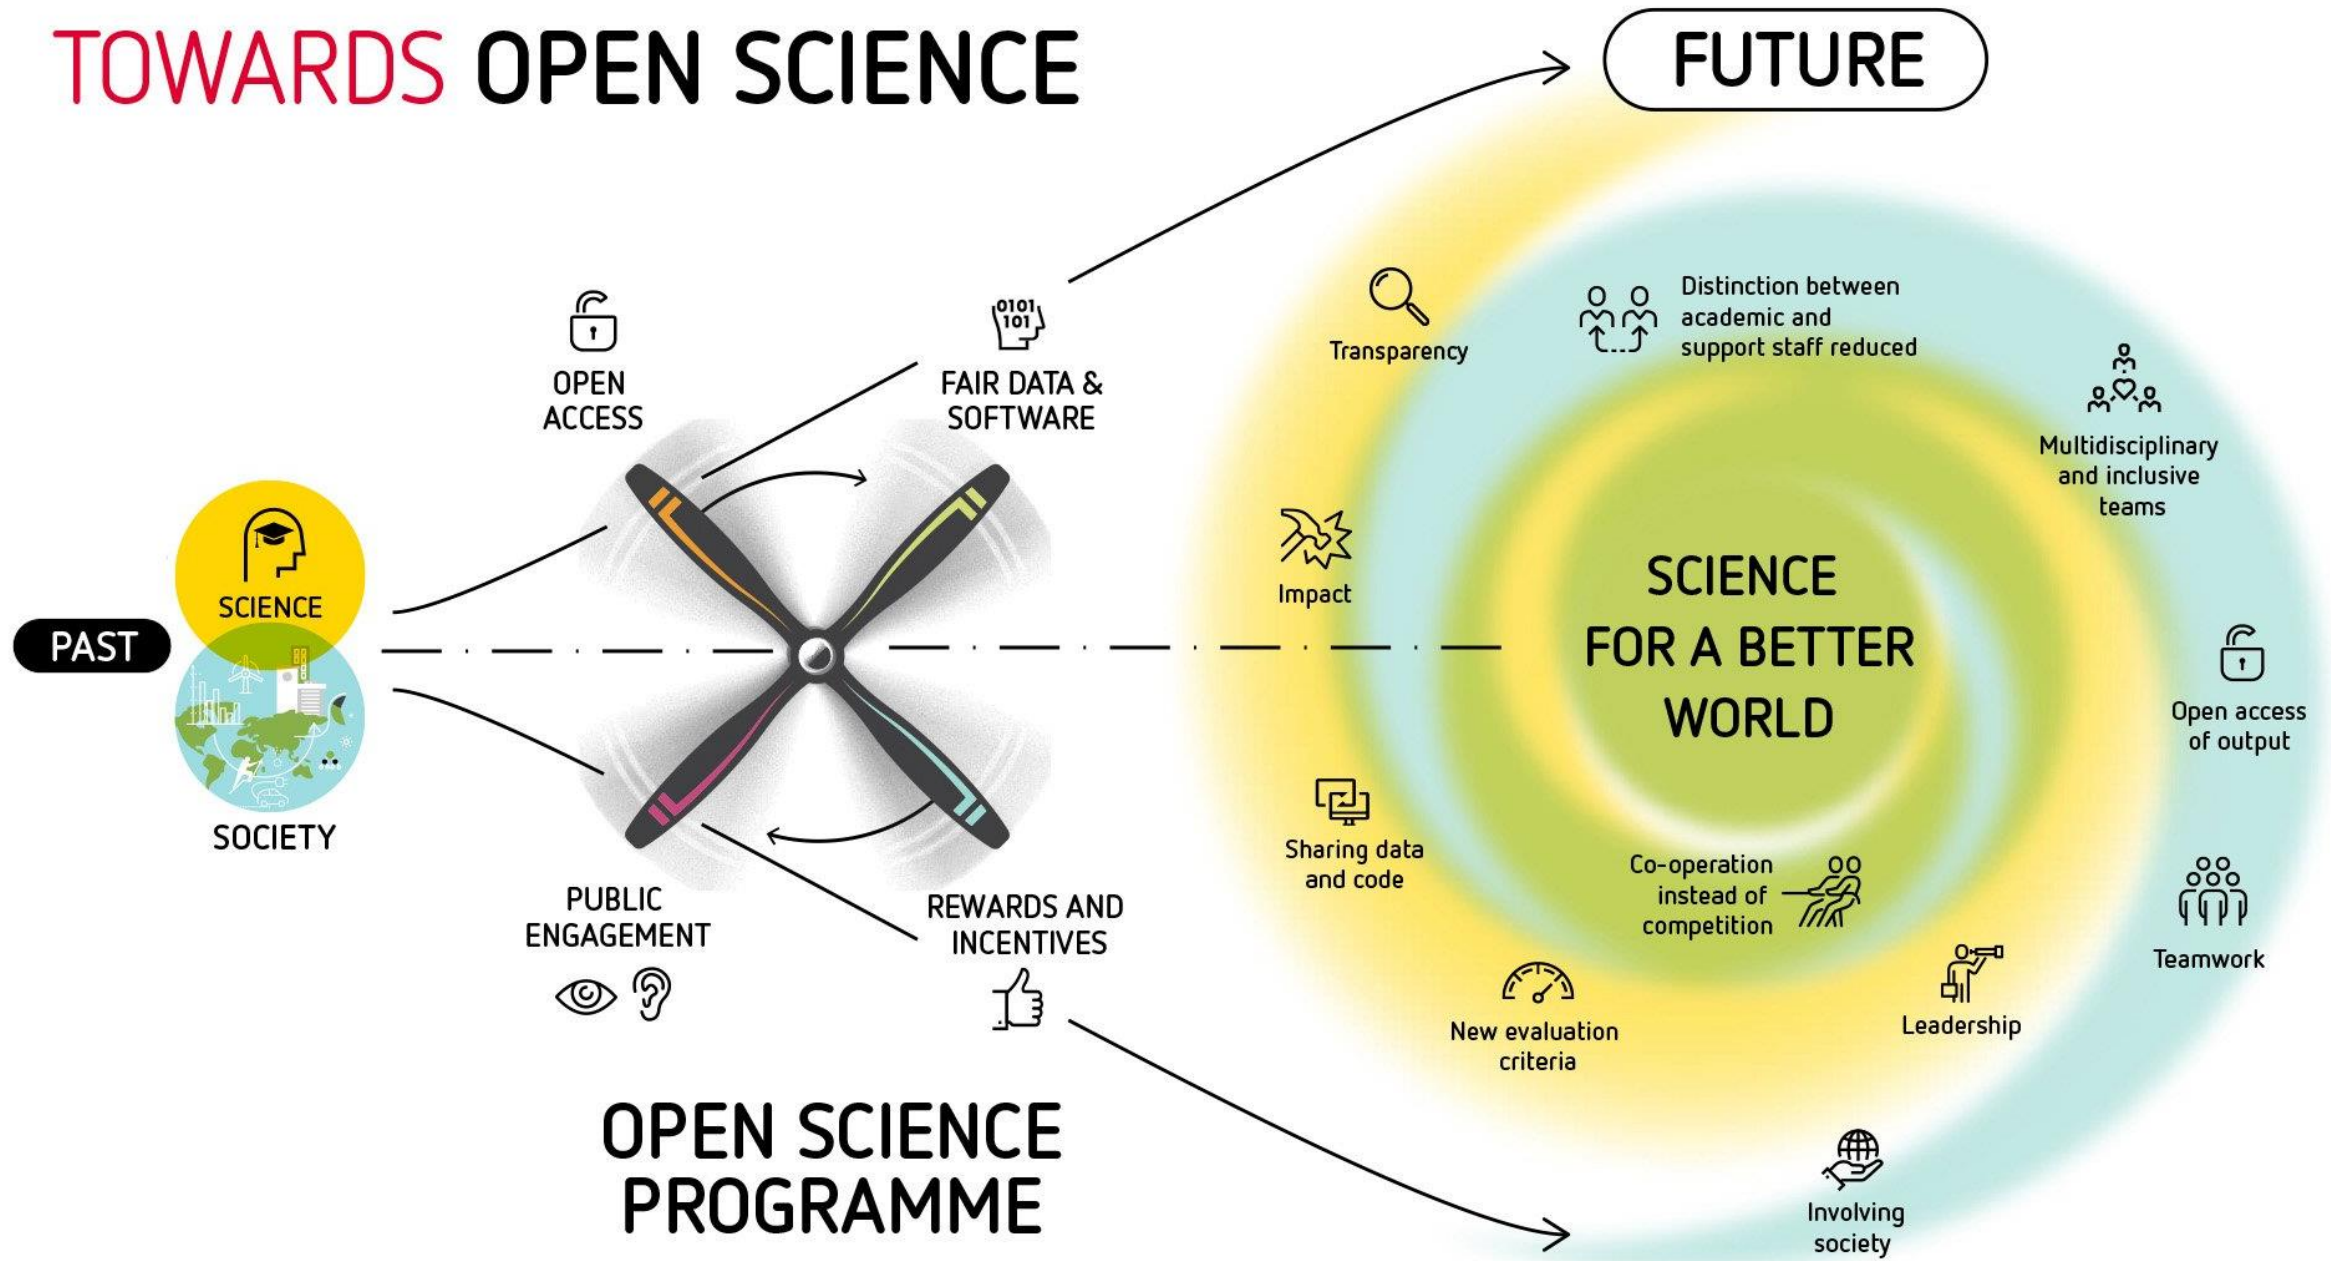 TOWARDS OPEN SCIENCE
FUTURE
PAST
SCIENCE
SOCIETY
OPEN
ACCESS
0101
101
FAIR DATA &
SOFTWARE
PUBLIC
ENGAGEMENT
REWARDS AND
INCENTIVES
OPEN SCIENCE
PROGRAMME
Transparency
Distinction between
academic and
support staff reduced
Multidisciplinary
and inclusive
teams
Impact
SCIENCE
FOR A BETTER
WORLD
Open access
of output
Sharing data
and code
Co-operation
instead of
competition
Teamwork
New evaluation
criteria
Leadership
Involving
society